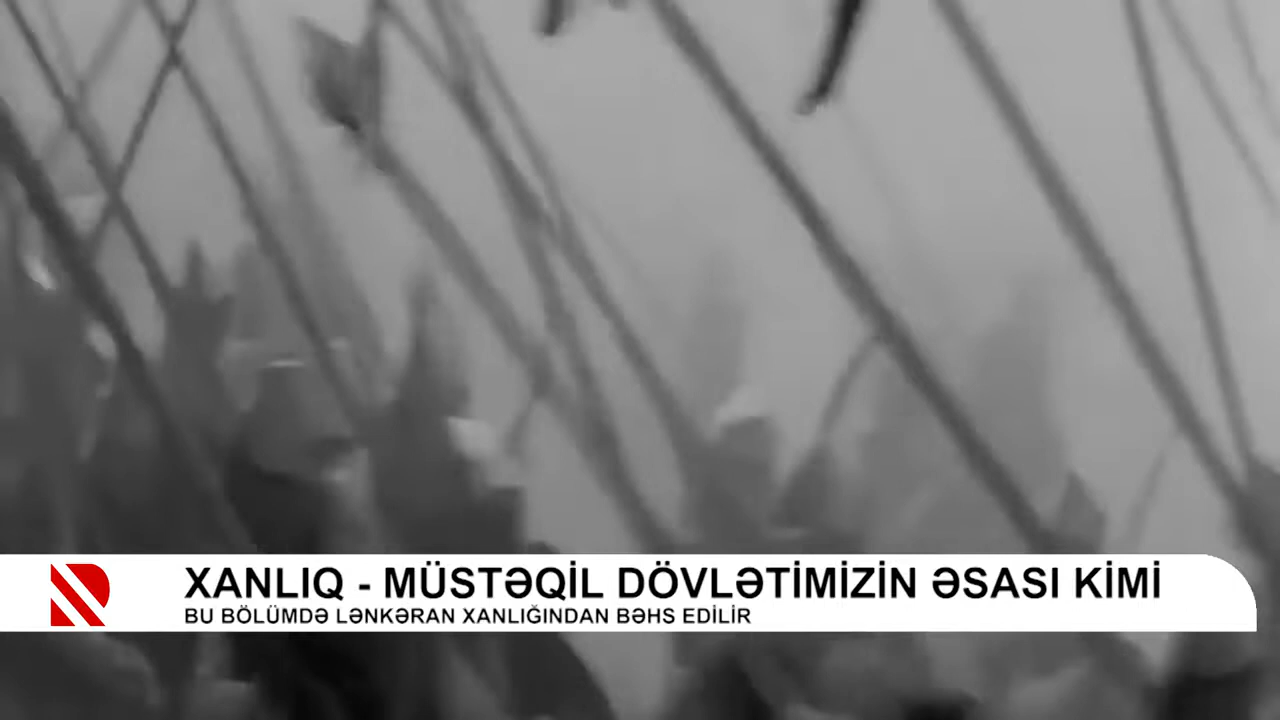 XANLIQ - MÜSTƏQİL DÖVLƏTİMİZİN ƏSASI KİMİ
BU BÖLÜMDƏ LƏNKƏRAN XANLIĞINDAN BƏHS EDİLİR